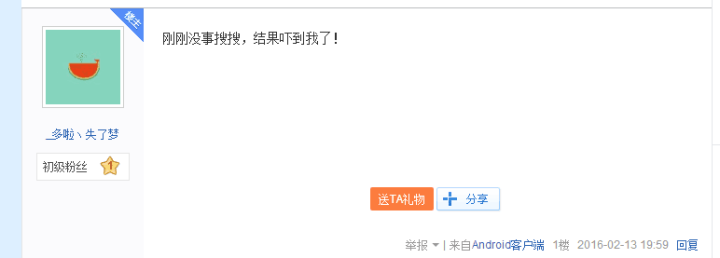 楼主
刚刚没事搜搜，结果吓到我了！
_多啦丶失了梦
初级粉丝 1
送TA礼物 分享
举报 | 来自Android客户端 1楼 2016-02-13 19:59 回复